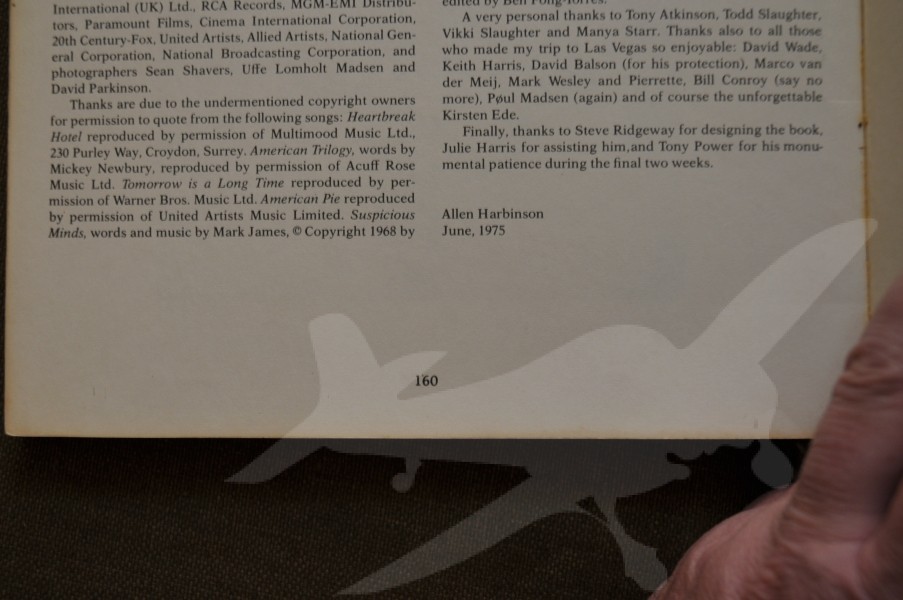 International (UK) Ltd., RCA Records, MGM-EMI Distribu-
tors, Paramount Films, Cinema International Corporation,
20th Century-Fox, United Artists, Allied Artists, National Gen-
eral Corporation, National Broadcasting Corporation, and
photographers Sean Shavers, Uffe Lomholt Madsen and
David Parkinson.
Thanks are due to the undermentioned copyright owners
for permission to quote from the following songs: Heartbreak
Hotel reproduced by permission of Multimood Music Ltd.,
230 Purley Way, Croydon, Surrey. American Trilogy, words by
Mickey Newbury, reproduced by permission of Acuff Rose
Music Ltd. Tomorrow is a Long Time reproduced by per-
mission of Warner Bros. Music Ltd. American Pie reproduced
by permission of United Artists Music Limited. Suspicious
Minds, words and music by Mark James, © Copyright 1968 by
edited by Ben Fong-Torres.
A very personal thanks to Tony Atkinson, Todd Slaughter,
Vikki Slaughter and Manya Starr. Thanks also to all those
who made my trip to Las Vegas so enjoyable: David Wade,
Keith Harris, David Balson (for his protection), Marco van
der Meij, Mark Wesley and Pierrette, Bill Conroy (say no
more), Pøul Madsen (again) and of course the unforgettable
Kirsten Ede.
Finally, thanks to Steve Ridgeway for designing the book,
Julie Harris for assisting him,and Tony Power for his monu-
mental patience during the final two weeks.
Allen Harbinson
June, 1975
160